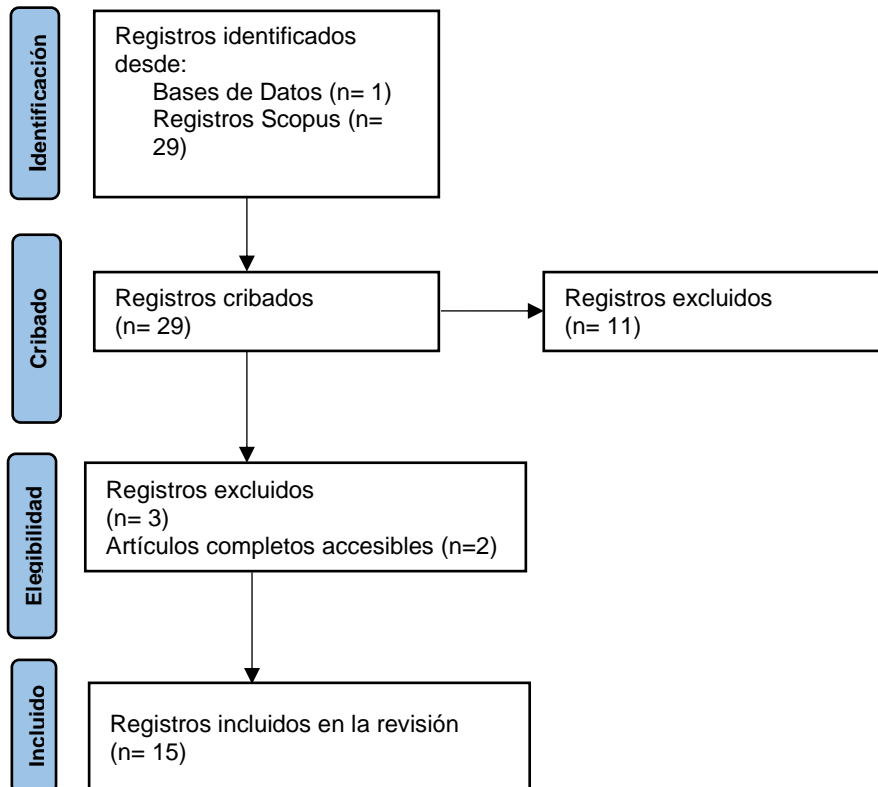 Identificación
Registros identificados
desde:
Bases de Datos (n= 1)
Registros Scopus (n=
29)
Cribado
Registros cribados
(n= 29)
Registros excluidos
(n= 11)
Elegibilidad
Registros excluidos
(n= 3)
Artículos completos accesibles (n=2)
Incluido
Registros incluidos en la revisión
(n= 15)